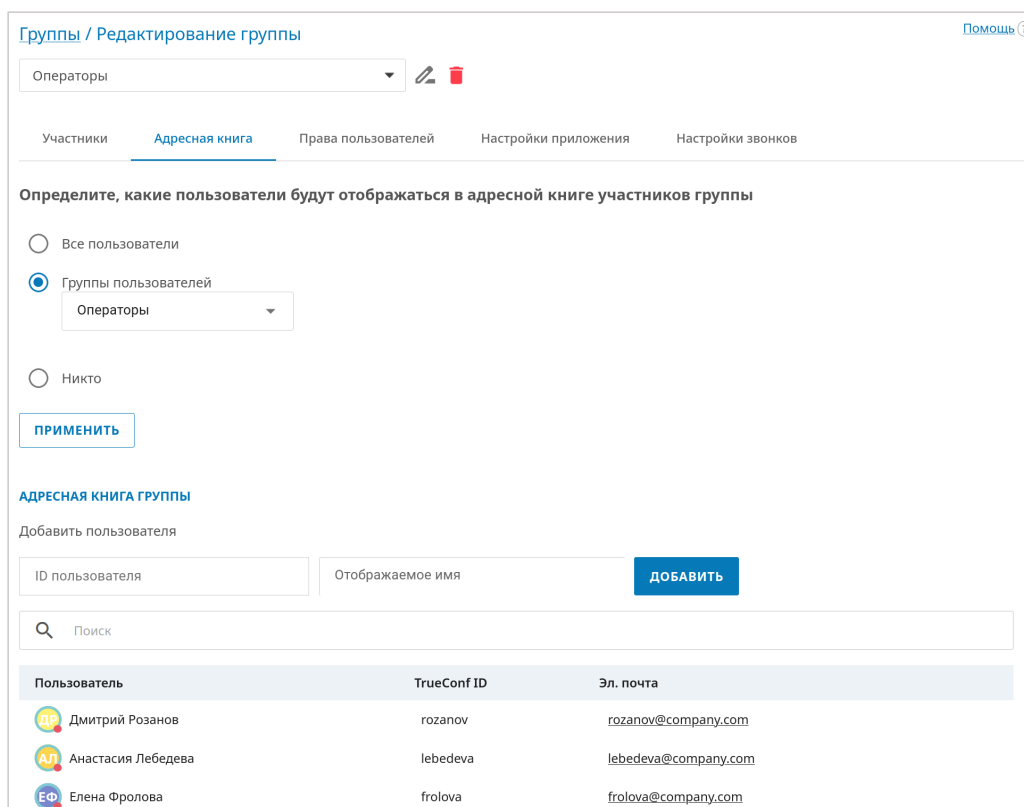 Группы / Редактирование группы
Помощь
Операторы
Участники Адресная книга Права пользователей Настройки приложения Настройки звонков
Определите, какие пользователи будут отображаться в адресной книге участников группы
Все пользователи
Группы пользователей
Операторы
Никто
ПРИМЕНИТЬ
АДРЕСНАЯ КНИГА ГРУППЫ
Добавить пользователя
ID пользователя Отображаемое имя ДОБАВИТЬ
Поиск
Пользователь TrueConf ID Эл. почта
ДР Дмитрий Розанов rozanov rozanov@company.com
АЛ Анастасия Лебедева lebedeva lebedeva@company.com
ЕФ Елена Фролова frolova frolova@company.com